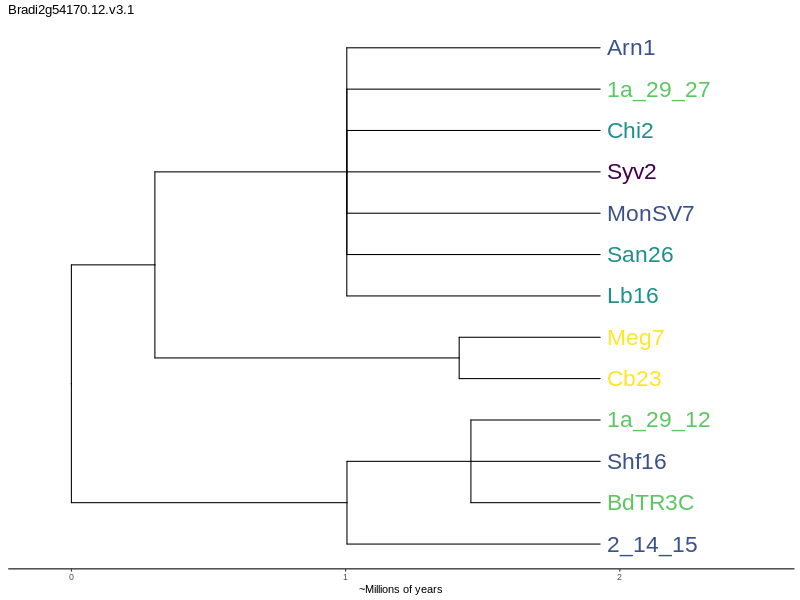 Bradi2g54170.12.v3.1
Arn1
1a_29_27
Chi2
Syv2
MonSV7
San26
Lb16
Meg7
Cb23
1a_29_12
Shf16
BdTR3C
2_14_15
0 1 2
~Millions of years